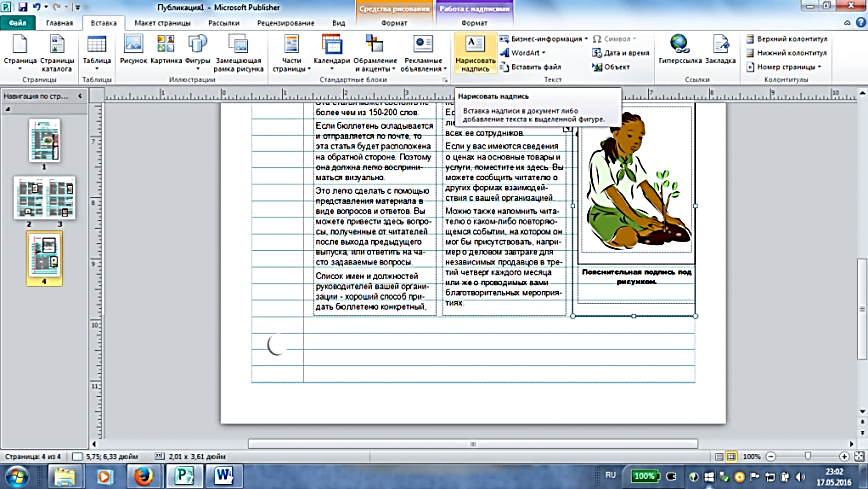 Публикация1 - Microsoft Publisher
Средства рисования
Работа с надписями
Файл
Главная
Вставка
Макет страницы
Рассылки
Рецензирование
Вид
Формат
Формат
Страница
Страница каталога
Таблица
Рисунок
Картинка
Фигуры
Замещающая рамка рисунка
Части страницы
Календари
Обрамление и акценты
Рекламные объявления
Нарисовать надпись
Бизнес-информация
WordArt
Вставить файл
Символ
Дата и время
Объект
Гиперссылка
Закладка
Верхний колонтитул
Нижний колонтитул
Номер страницы
Страницы
Таблицы
Иллюстрации
Стандартные блоки
Текст
Ссылки
Колонтитулы
Навигация по стр...
1
2
3
4
Нарисовать надпись
Вставка надписи в документ либо
добавление текста к выделенной фигуре.
более чем из 150-200 слов.
Если бюллетень складывается
и отправляется по почте, то
эта статья будет расположена
на обратной стороне. Поэтому
она должна легко восприни-
маться визуально.
Это легко сделать с помощью
представления материала в
виде вопросов и ответов. Вы
можете привести здесь вопро-
сы, полученные от читателей
после выхода предыдущего
выпуска, или ответить на ча-
сто задаваемые вопросы.
Список имен и должностей
руководителей вашей органи-
зации - хороший способ при-
дать бюллетеню конкретный,
всех ее сотрудников.
Если у вас имеются сведения
о ценах на основные товары и
услуги, поместите их здесь. Вы
можете сообщить читателю о
других формах взаимодей-
ствия с вашей организацией.
Можно также напомнить чита-
телю о каком-либо повторяю-
щемся событии, на котором он
мог бы присутствовать, напри-
мер о деловом завтраке для
независимых продавцов в тре-
тий четверг каждого месяца
или же о проводимых вами
благотворительных мероприя-
тиях.
Пояснительная подпись под
рисунком.
Страница: 4 из 4
5,75; 6,33 дюйм
2,01 x 3,61 дюйм
100%
RU
100%
23:02
17.05.2016